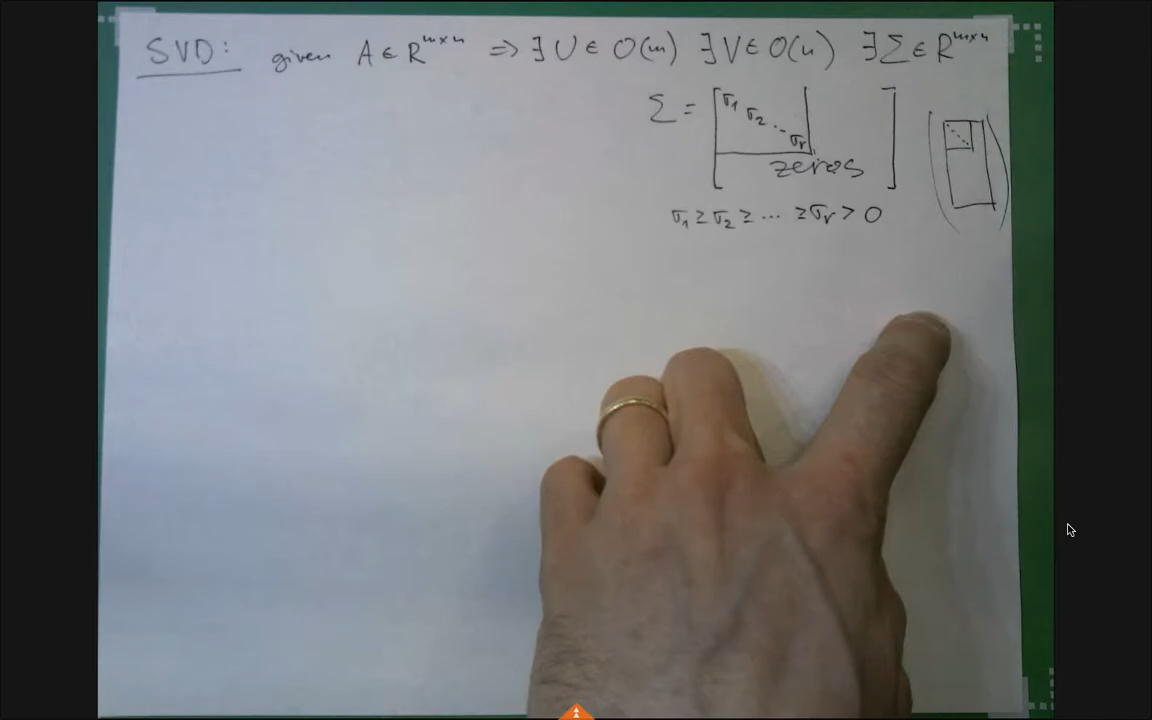 SVD: given A ∈ R^{m×n} ⇒ ∃ U ∈ O(m) ∃ V ∈ O(n) ∃ Σ ∈ R^{m×n}
Σ = [σ₁ σ₂ ⋱ σᵣ zeros]
σ₁ ≥ σ₂ ≥ ⋯ ≥ σᵣ > 0